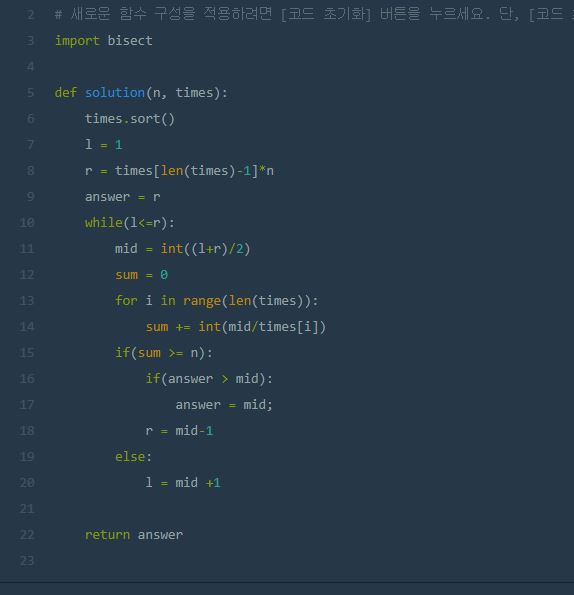 2 # 새로운 함수 구성을 적용하려면 [코드 초기화] 버튼을 누르세요. 단, [코드
3 import bisect
4
5 def solution(n, times):
6     times.sort()
7     l = 1
8     r = times[len(times)-1]*n
9     answer = r
10     while(l<=r):
11         mid = int((l+r)/2)
12         sum = 0
13         for i in range(len(times)):
14             sum += int(mid/times[i])
15         if(sum >= n):
16             if(answer > mid):
17                 answer = mid;
18             r = mid-1
19         else:
20             l = mid +1
21
22     return answer
23